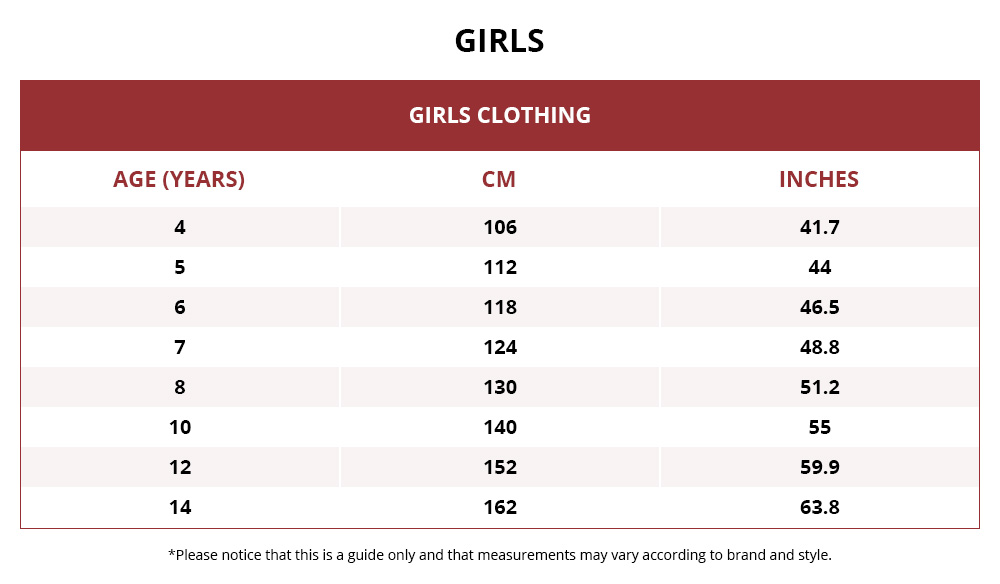 GIRLS
GIRLS CLOTHING
AGE (YEARS) CM INCHES
4 106 41.7
5 112 44
6 118 46.5
7 124 48.8
8 130 51.2
10 140 55
12 152 59.9
14 162 63.8
*Please notice that this is a guide only and that measurements may vary according to brand and style.